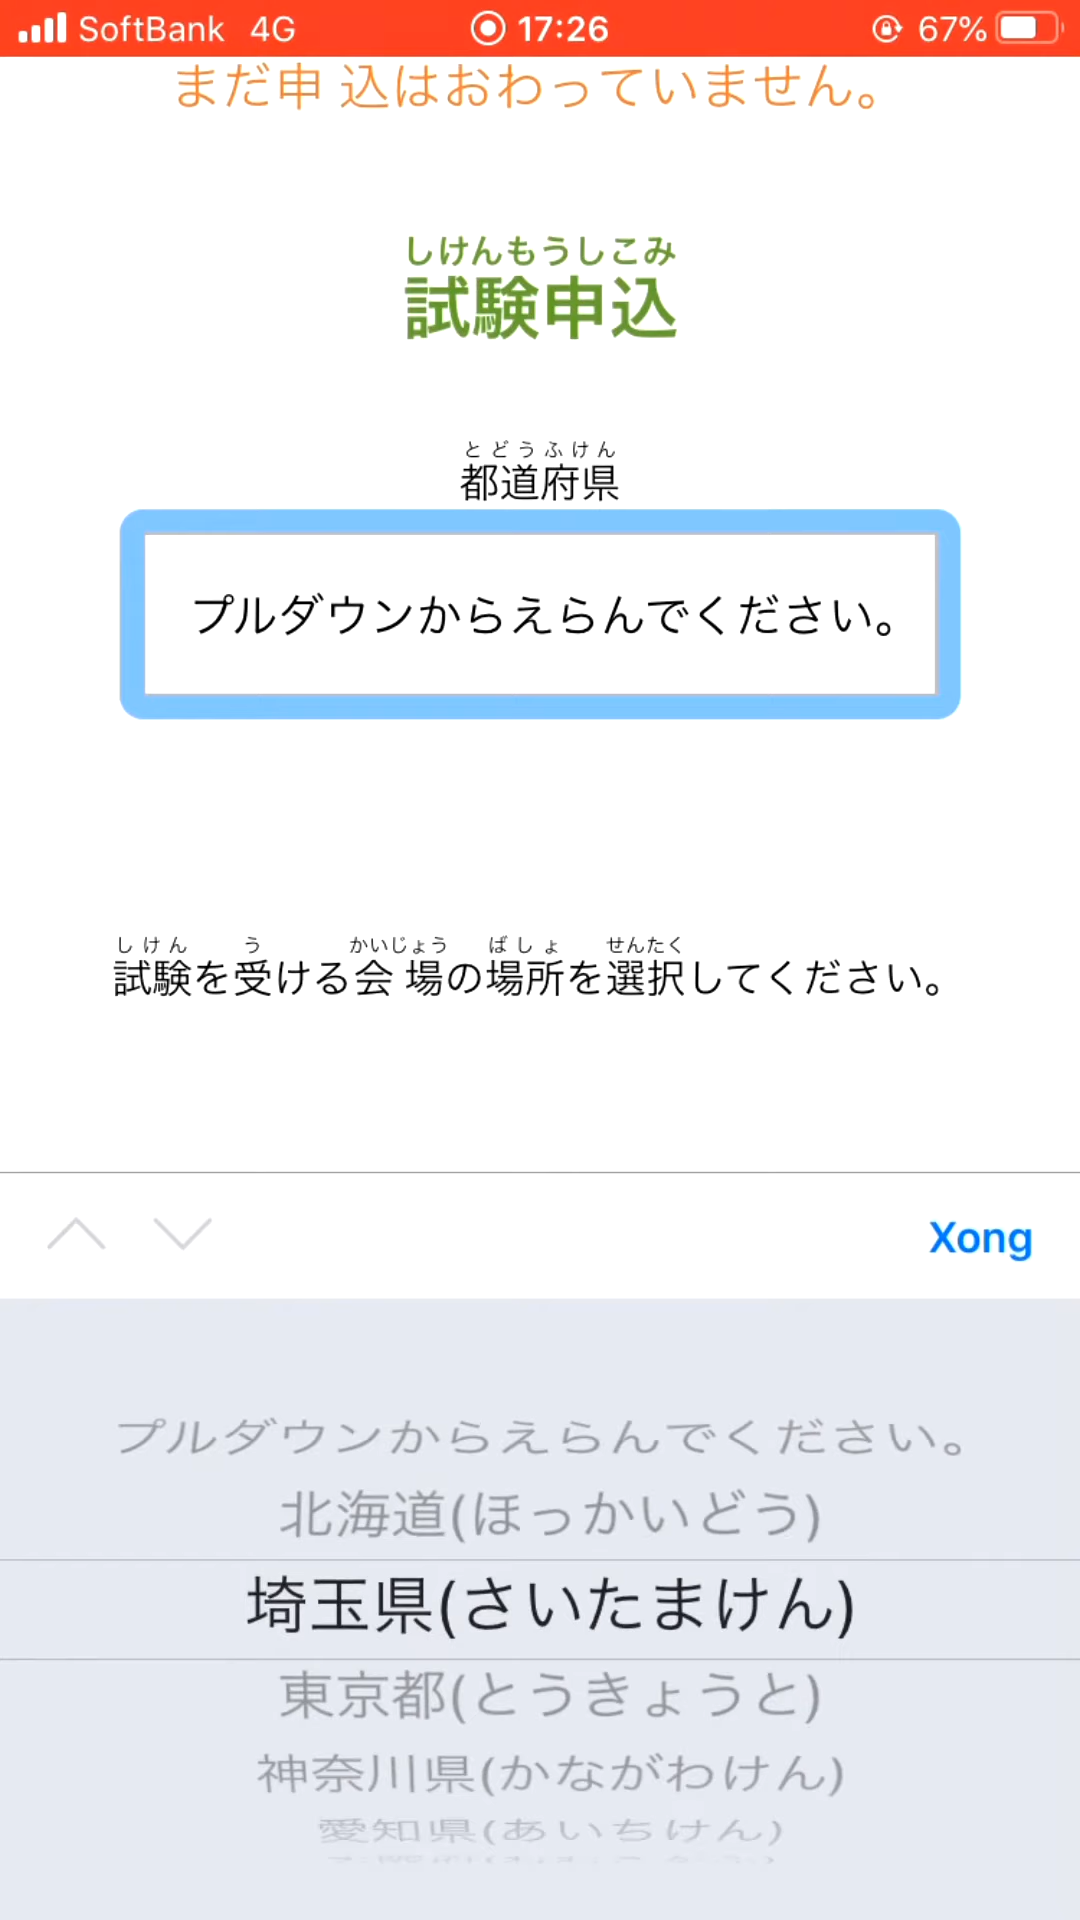 SoftBank 4G 17:26 67%
まだ申 込はおわっていません。
しけんもうしこみ
試験申込
とどうふけん
都道府県
プルダウンからえらんでください。
しけん う かいじょう ばしょ せんたく
試験を受ける会 場の場所を選択してください。
Xong
プルダウンからえらんでください。
北海道(ほっかいどう)
埼玉県(さいたまけん)
東京都(とうきょうと)
神奈川県(かながわけん)
愛知県(あいちけん)